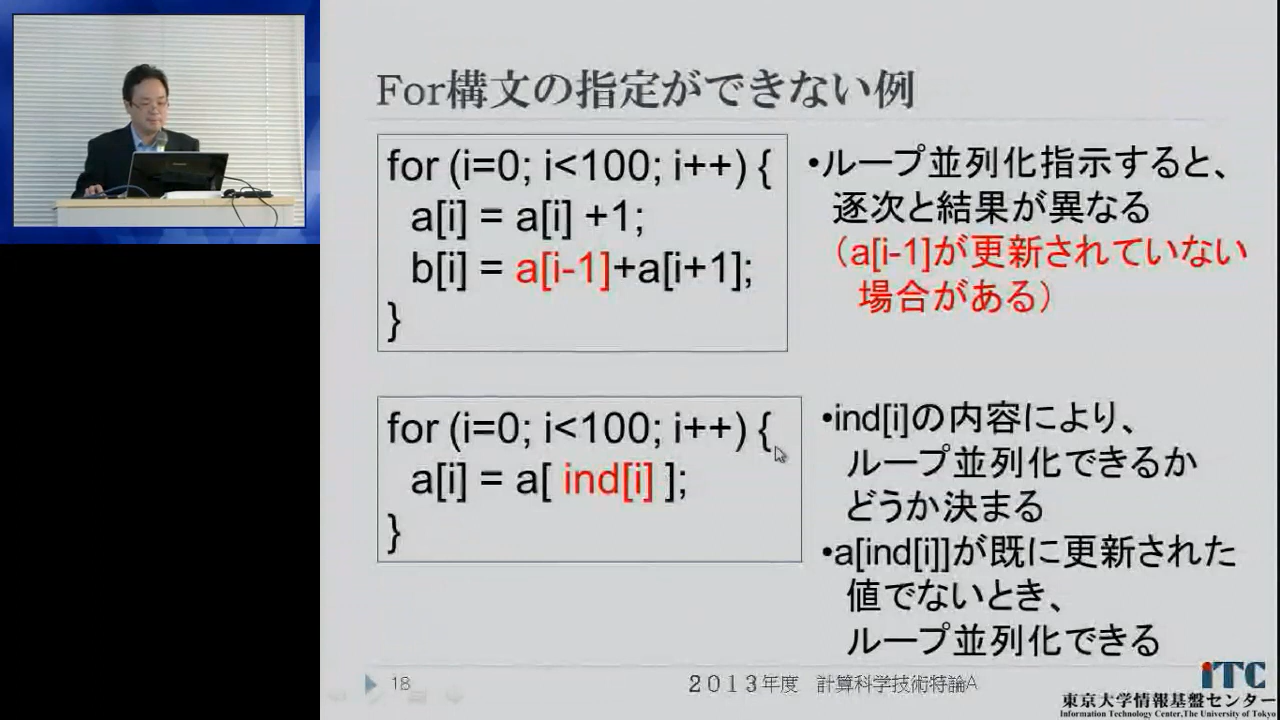 For構文の指定ができない例
for (i=0; i<100; i++) {
a[i] = a[i] +1;
b[i] = a[i-1]+a[i+1];
}
•ループ並列化指示すると、
逐次と結果が異なる
（a[i-1]が更新されていない
場合がある）
for (i=0; i<100; i++) {
a[i] = a[ ind[i] ];
}
•ind[i]の内容により、
ループ並列化できるか
どうか決まる
•a[ind[i]]が既に更新された
値でないとき、
ループ並列化できる
18
２０１３年度 計算科学技術特論A
ITC
東京大学情報基盤センター
Information Technology Center,The University of Tokyo